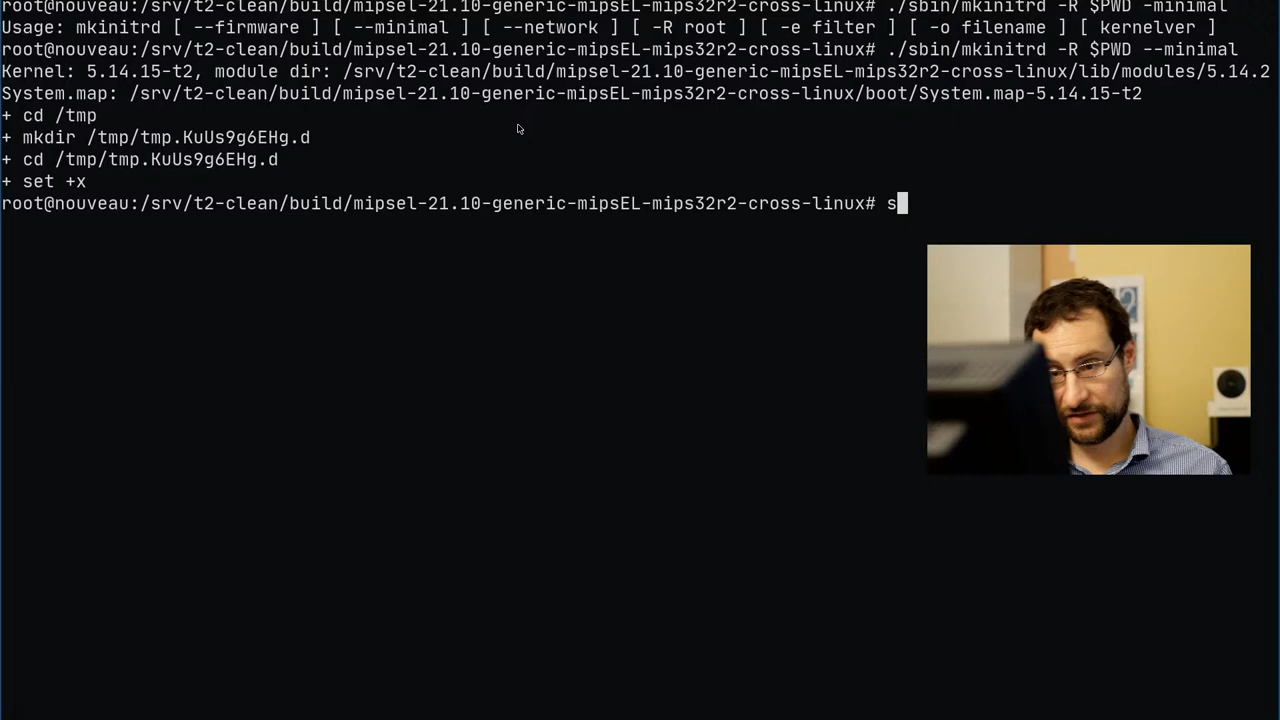 root@nouveau:/srv/t2-clean/build/mipsel-21.10-generic-mipsEL-mips32r2-cross-linux# ./sbin/mkinitrd -R $PWD -minimal
Usage: mkinitrd [ --firmware ] [ --minimal ] [ --network ] [ -R root ] [ -e filter ] [ -o filename ] [ kernelver ]
root@nouveau:/srv/t2-clean/build/mipsel-21.10-generic-mipsEL-mips32r2-cross-linux# ./sbin/mkinitrd -R $PWD --minimal
Kernel: 5.14.15-t2, module dir: /srv/t2-clean/build/mipsel-21.10-generic-mipsEL-mips32r2-cross-linux/lib/modules/5.14.2
System.map: /srv/t2-clean/build/mipsel-21.10-generic-mipsEL-mips32r2-cross-linux/boot/System.map-5.14.15-t2
+ cd /tmp
+ mkdir /tmp/tmp.KuUs9g6EHg.d
+ cd /tmp/tmp.KuUs9g6EHg.d
+ set +x
root@nouveau:/srv/t2-clean/build/mipsel-21.10-generic-mipsEL-mips32r2-cross-linux# s